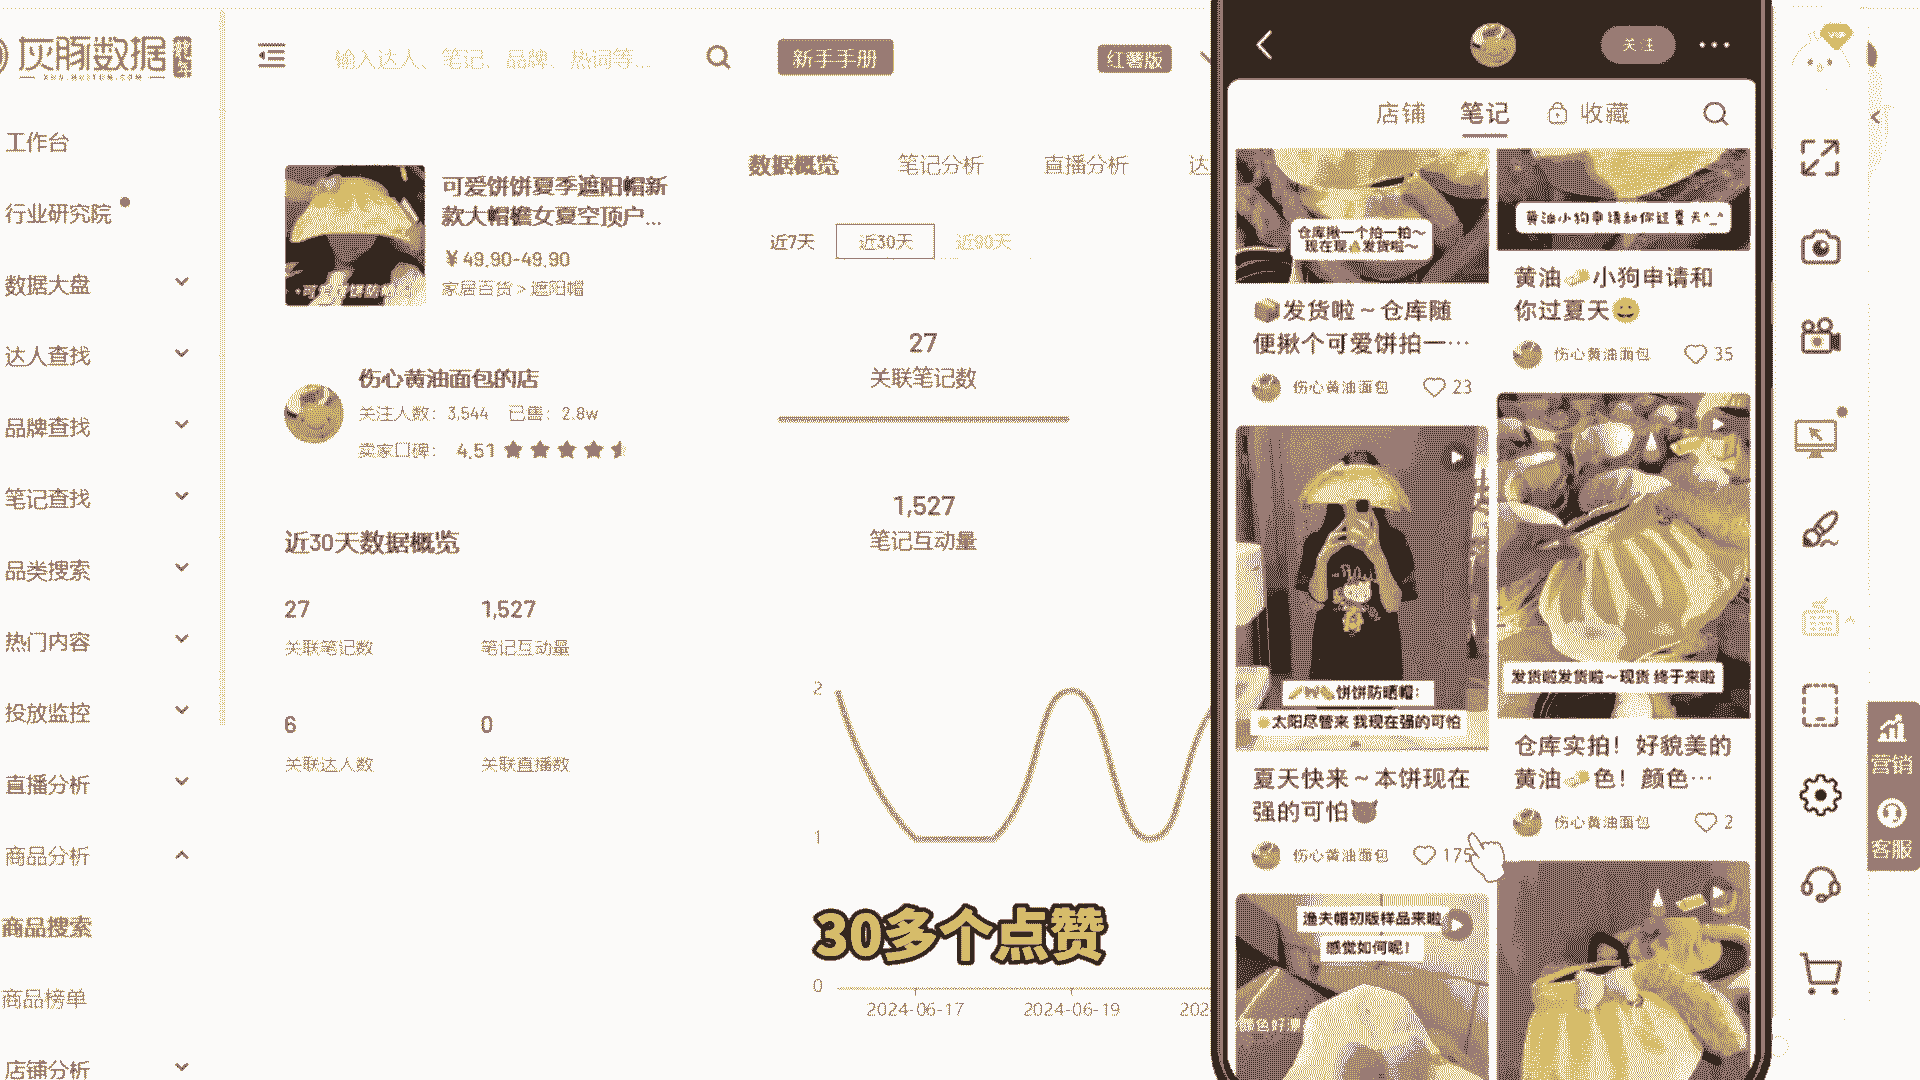 灰豚数据
XHS.HUITUN.COM
输入达人、笔记、品牌、热词等...
新手手册
红薯版
工作台
行业研究院
数据大盘
达人查找
品牌查找
笔记查找
品类搜索
热门内容
投放监控
直播分析
商品分析
商品搜索
商品榜单
店铺分析
可爱饼饼夏季遮阳帽新
款大帽檐女夏空顶户...
¥49.90-49.90
家居百货 > 遮阳帽
伤心黄油面包的店
关注人数：3,544 已售：2.8w
卖家口碑： 4.51
近30天数据概览
27
关联笔记数
1,527
笔记互动量
6
关联达人数
0
关联直播数
数据概览 笔记分析 直播分析 达
近7天 近30天 近90天
27
关联笔记数
1,527
笔记互动量
2
1
0
2024-06-17 2024-06-19 202
30多个点赞
关注
店铺 笔记 收藏
仓库揪一个拍一拍～
现在现🍋发货啦～
📦发货啦～仓库随
便揪个可爱饼拍一…
伤心黄油面包 23
黄油小狗申请和你过夏天^_^
黄油🧈小狗申请和
你过夏天😀
伤心黄油面包 35
饼饼防晒帽：
太阳尽管来 我现在强的可怕
夏天快来～本饼现在
强的可怕😈
伤心黄油面包 175
发货啦发货啦～现货 终于来啦
仓库实拍！好貌美的
黄油🧈色！颜色…
伤心黄油面包 2
渔夫帽初版样品来啦
感觉如何呢！
VIP
营销
客服